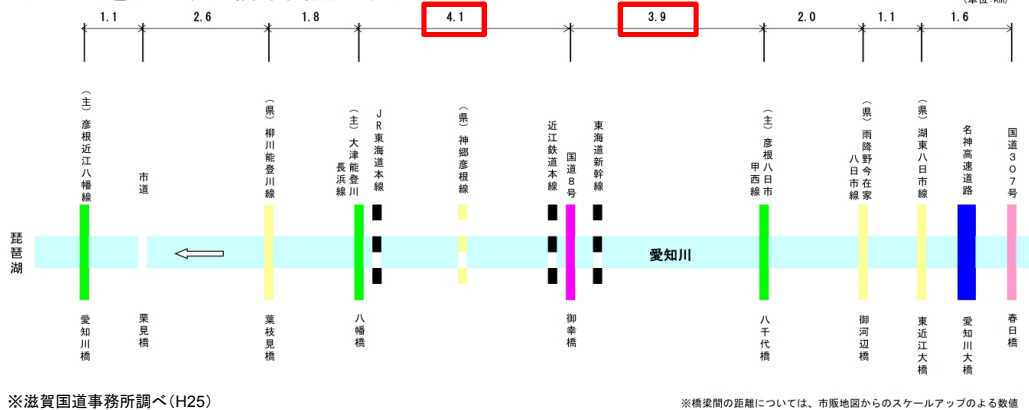 (単位:km)
1.1
2.6
1.8
4.1
3.9
2.0
1.1
1.6
(主)彦根近江八幡線
市道
(県)柳川能登川線
(主)大津能登川
長浜線
JR東海道本線
(県)神郷彦根線
近江鉄道本線
国道8号
東海道新幹線
(主)彦根八日市
甲西線
(県)雨降野今在家
八日市線
(県)湖東八日市線
名神高速道路
国道307号
琵琶湖
愛知川
愛知川橋
栗見橋
葉枝見橋
八幡橋
御幸橋
八千代橋
御河辺橋
東近江大橋
愛知川大橋
春日橋
※滋賀国道事務所調べ(H25)
※橋梁間の距離については、市販地図からのスケールアップのよる数値